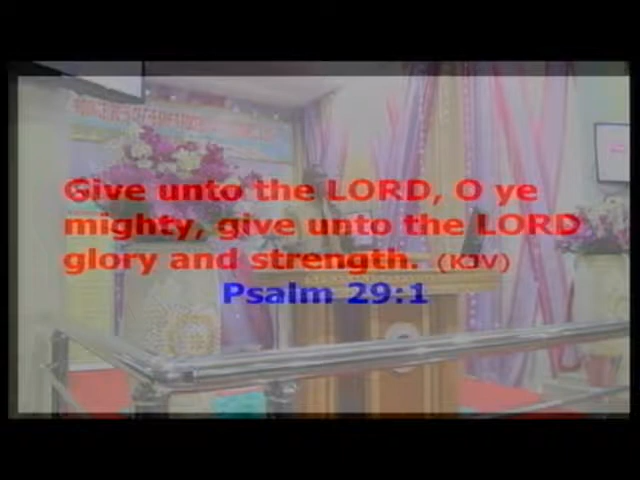 Give unto the LORD, O ye
mighty, give unto the LORD
glory and strength. (KJV)
Psalm 29:1